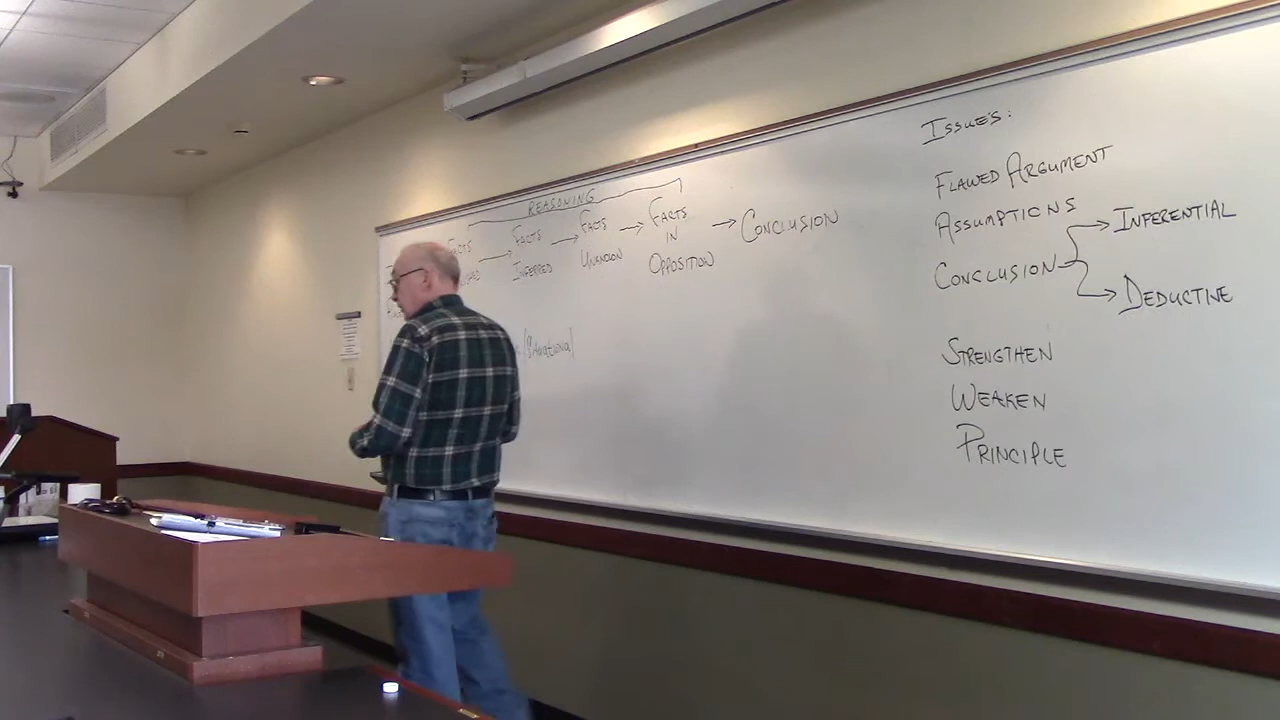 REASONING
FACTS
FACTS
INFERRED
FACTS
UNKNOWN
FACTS
IN
OPPOSITION
CONCLUSION
ISSUES:
FLAWED ARGUMENT
ASSUMPTIONS
CONCLUSION
INFERENTIAL
DEDUCTIVE
STRENGTHEN
WEAKEN
PRINCIPLE